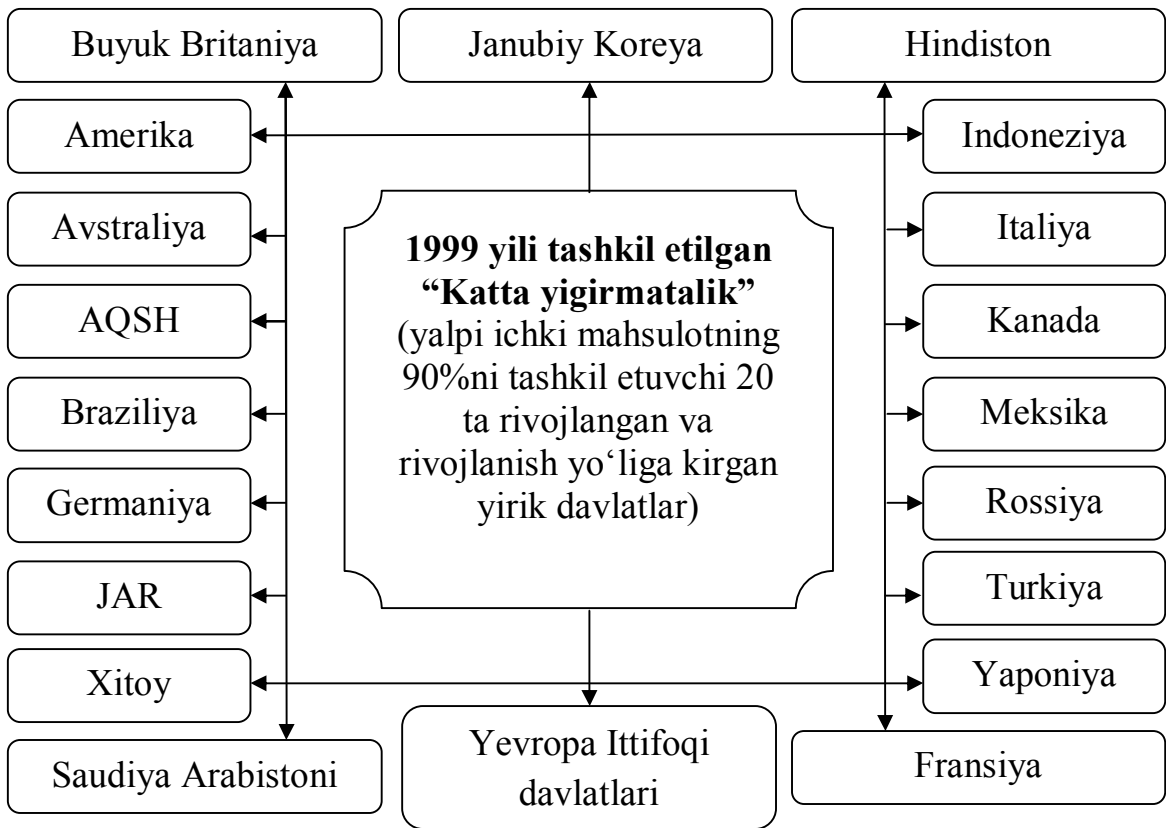 Buyuk Britaniya
Janubiy Koreya
Hindiston
Amerika
Indoneziya
Avstraliya
Italiya
AQSH
Kanada
Braziliya
Meksika
Germaniya
Rossiya
JAR
Turkiya
Xitoy
Yaponiya
1999 yili tashkil etilgan
“Katta yigirmatalik”
(yalpi ichki mahsulotning
90%ni tashkil etuvchi 20
ta rivojlangan va
rivojlanish yo‘liga kirgan
yirik davlatlar)
Saudiya Arabistoni
Yevropa Ittifoqi
davlatlari
Fransiya